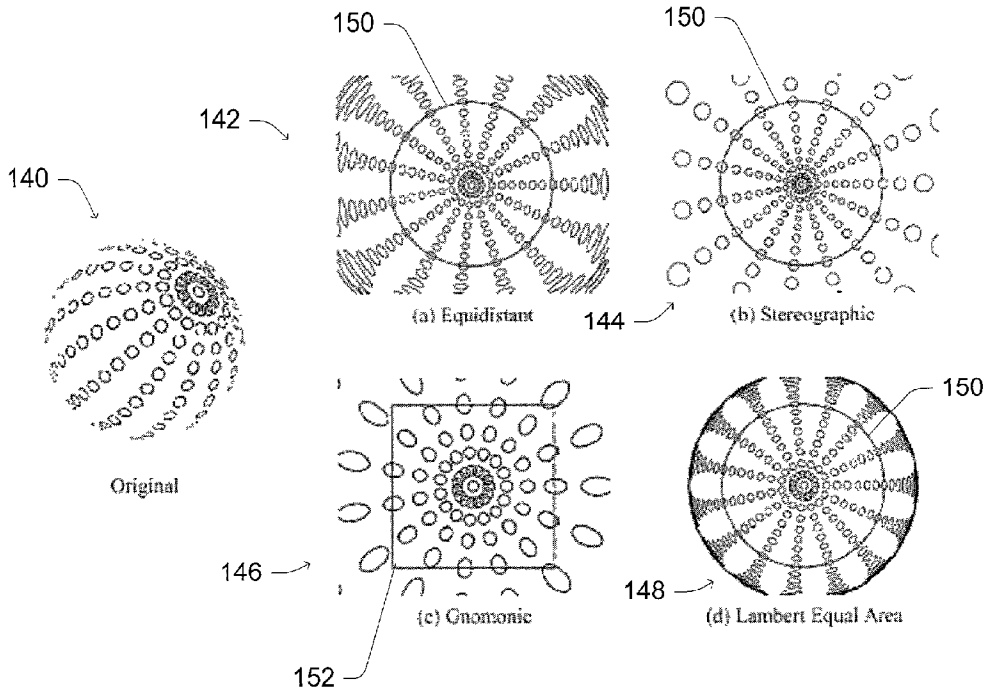 150
150
142
140
(a) Equidistant
144
(b) Stereographic
150
Original
146
148
(c) Gnomonic
(d) Lambert Equal Area
152